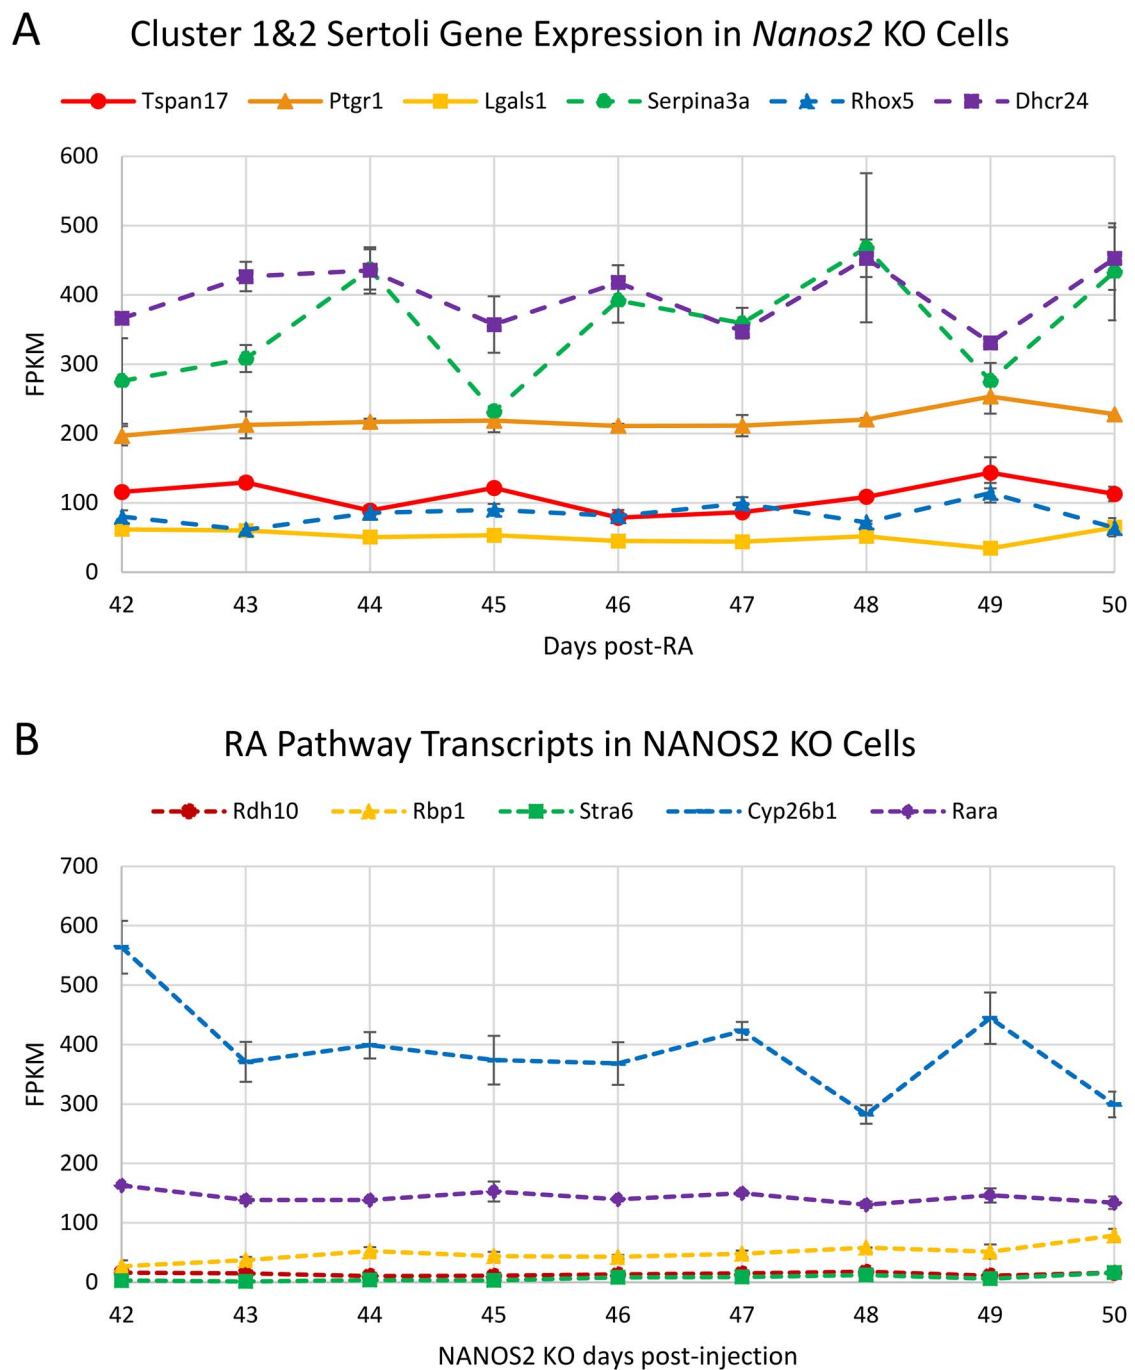 A
Cluster 1&2 Sertoli Gene Expression in Nanos2 KO Cells
Tspan17 Ptgr1 Lgals1 Serpina3a Rhox5 Dhcr24
600
500
400
300
200
100
0
FPKM
42 43 44 45 46 47 48 49 50
Days post-RA
B
RA Pathway Transcripts in NANOS2 KO Cells
Rdh10 Rbp1 Stra6 Cyp26b1 Rara
700
600
500
400
300
200
100
0
FPKM
42 43 44 45 46 47 48 49 50
NANOS2 KO days post-injection